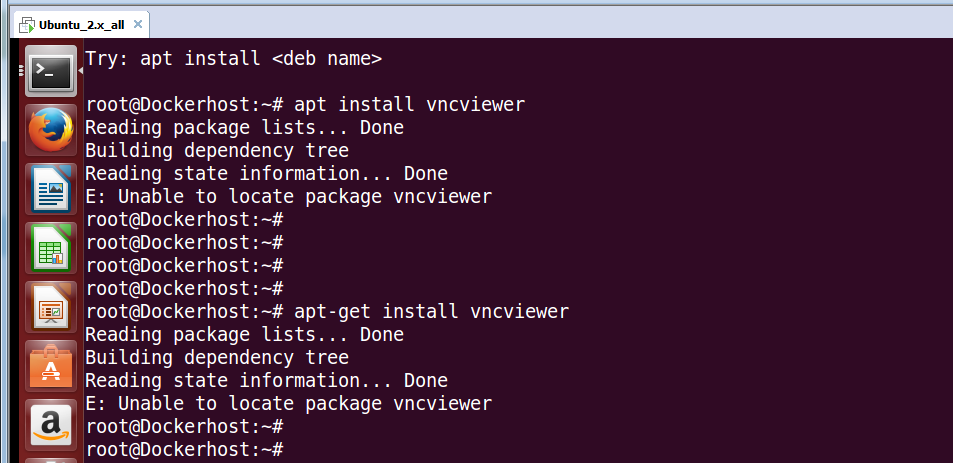 Ubuntu_2.x_all
Try: apt install <deb name>
root@Dockerhost:~# apt install vncviewer
Reading package lists... Done
Building dependency tree
Reading state information... Done
E: Unable to locate package vncviewer
root@Dockerhost:~#
root@Dockerhost:~#
root@Dockerhost:~#
root@Dockerhost:~#
root@Dockerhost:~# apt-get install vncviewer
Reading package lists... Done
Building dependency tree
Reading state information... Done
E: Unable to locate package vncviewer
root@Dockerhost:~#
root@Dockerhost:~#